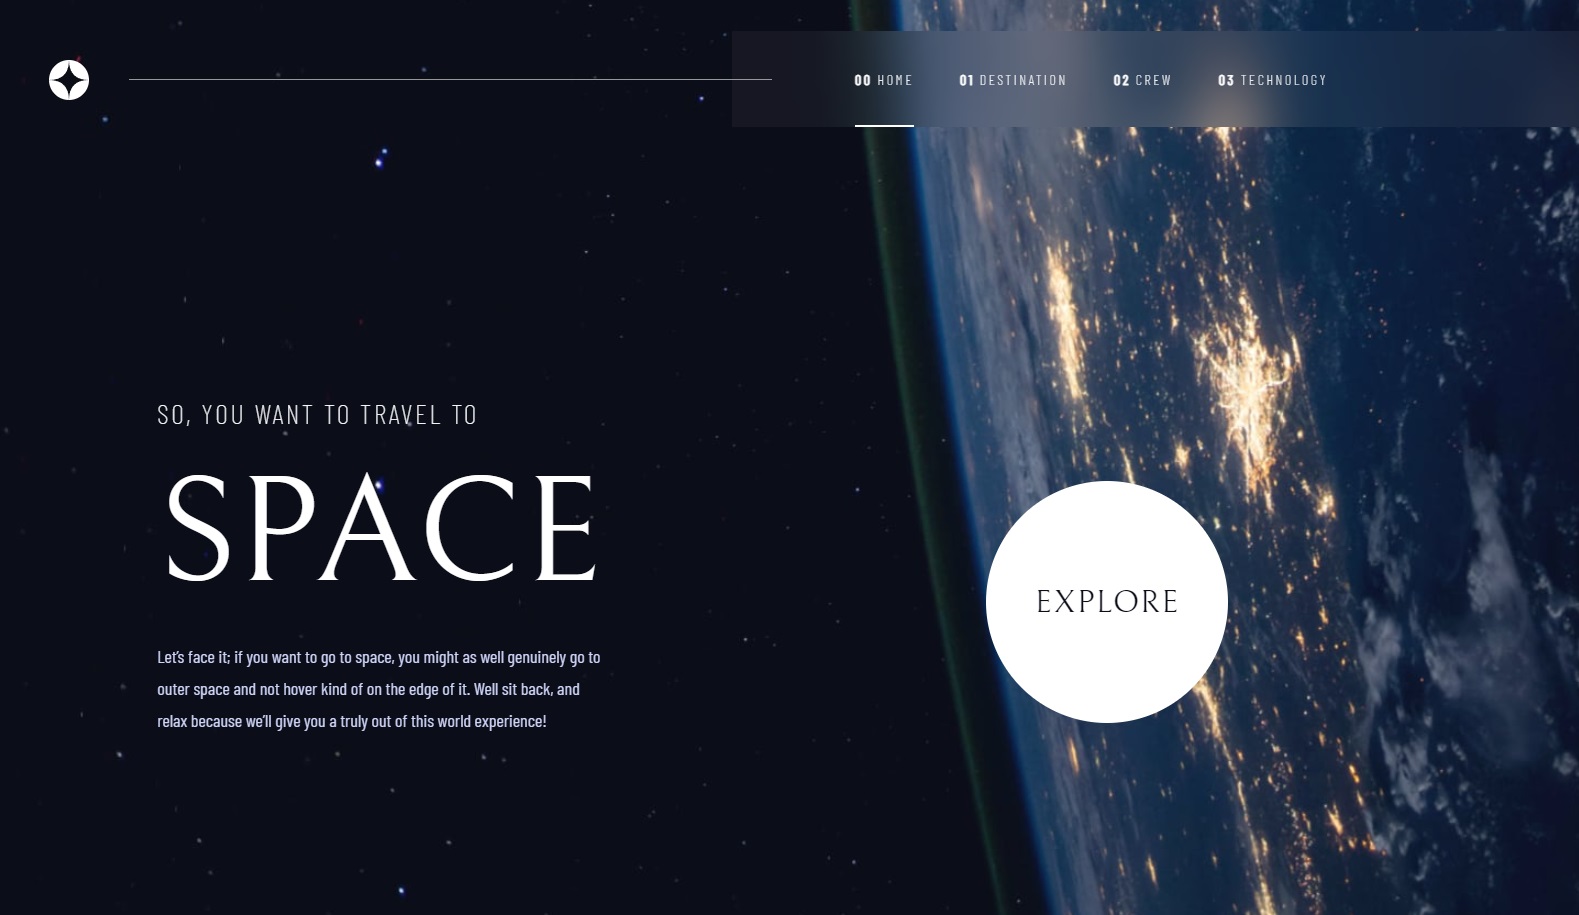 00 HOME 01 DESTINATION 02 CREW 03 TECHNOLOGY
SO, YOU WANT TO TRAVEL TO
SPACE
Let’s face it; if you want to go to space, you might as well genuinely go to
outer space and not hover kind of on the edge of it. Well sit back, and
relax because we’ll give you a truly out of this world experience!
EXPLORE